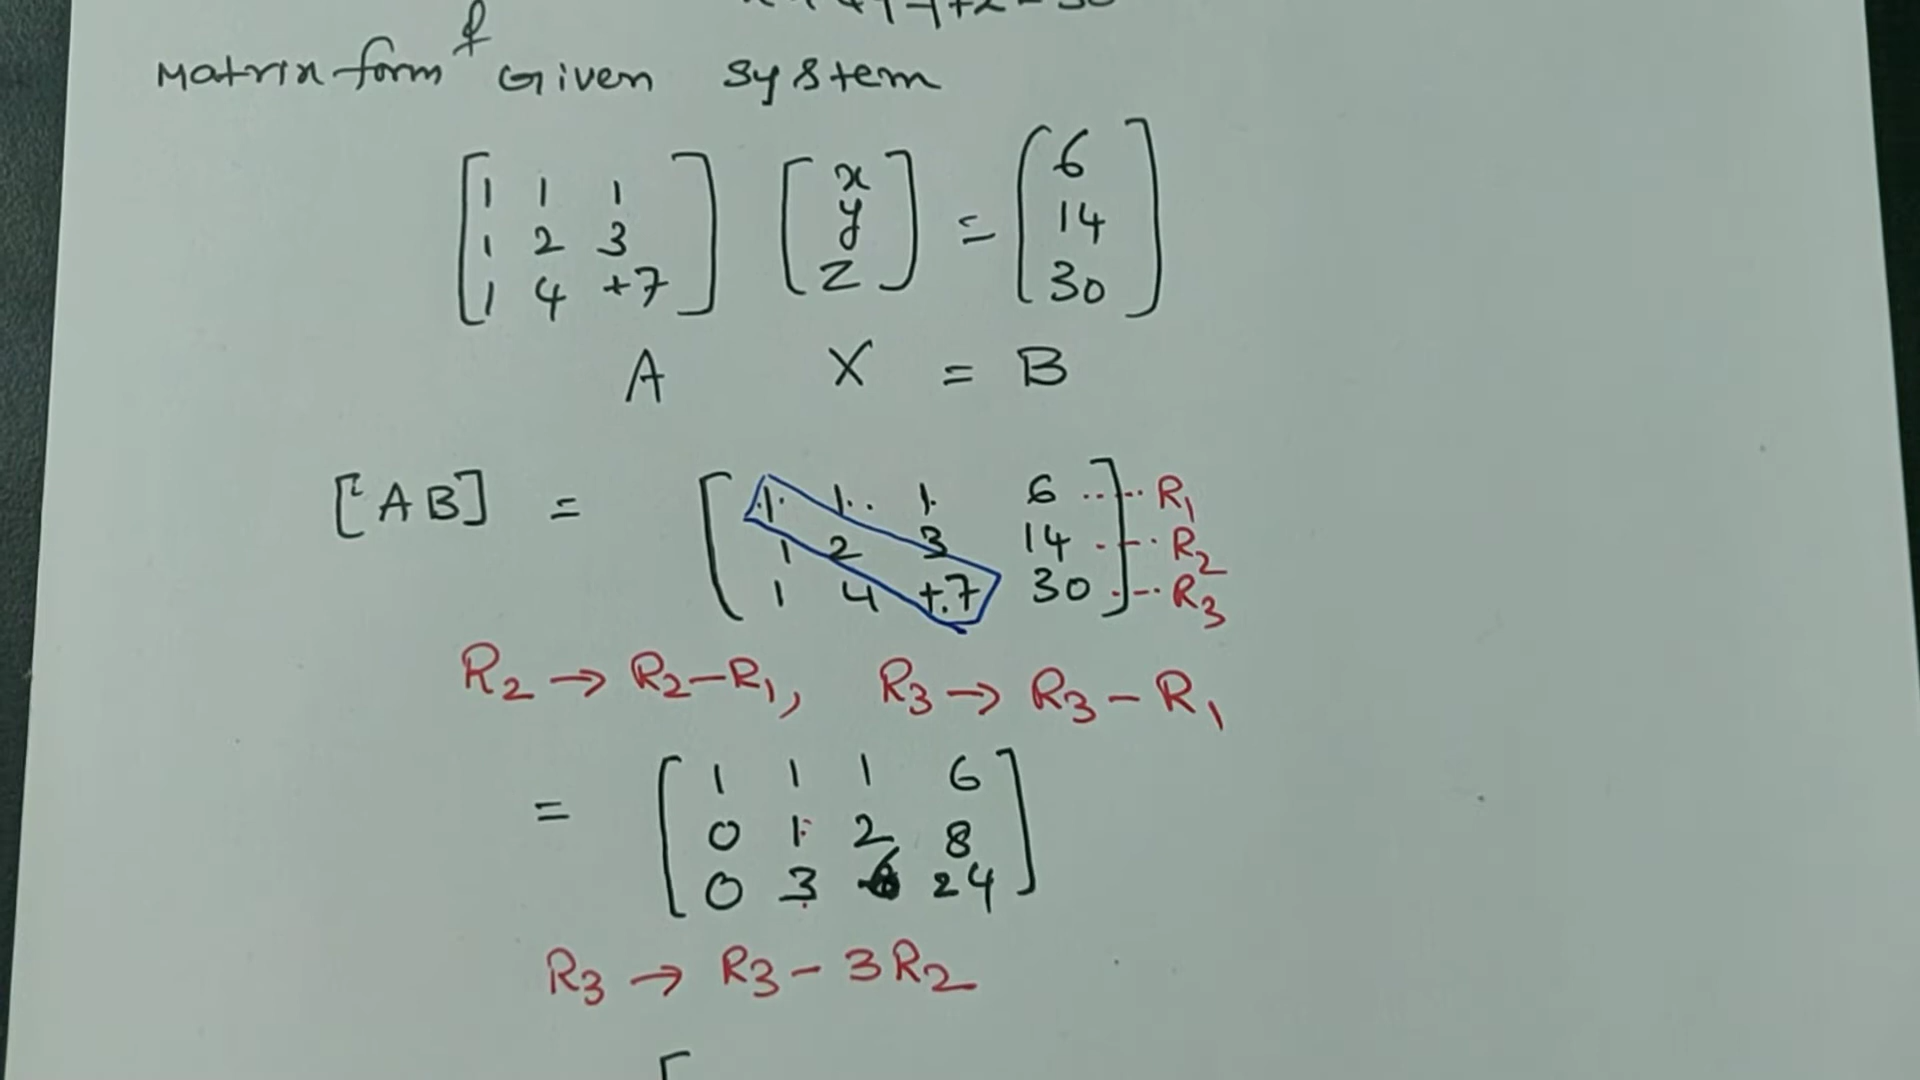 Matrix form of Given system
[1 1 1] [x] = [6]
[1 2 3] [y] [14]
[1 4 +7] [z] [30]
A X = B
[AB] = [1 1 1 6] R1
[1 2 3 14] R2
[1 4 +7 30] R3
R2 → R2-R1, R3 → R3-R1
= [1 1 1 6]
[0 1 2 8]
[0 3 6 24]
R3 → R3-3R2